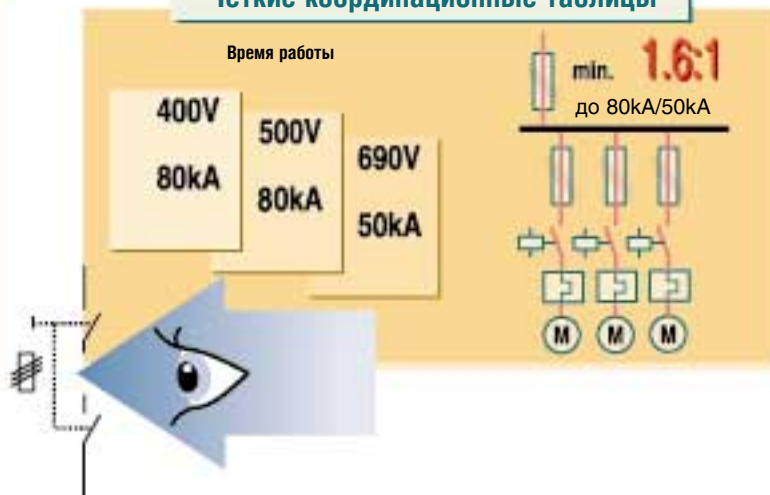 Четкие координационные таблицы
Время работы
400V
80kA
500V
80kA
690V
50kA
min. 1.6:1
до 80kA/50kA
M M M